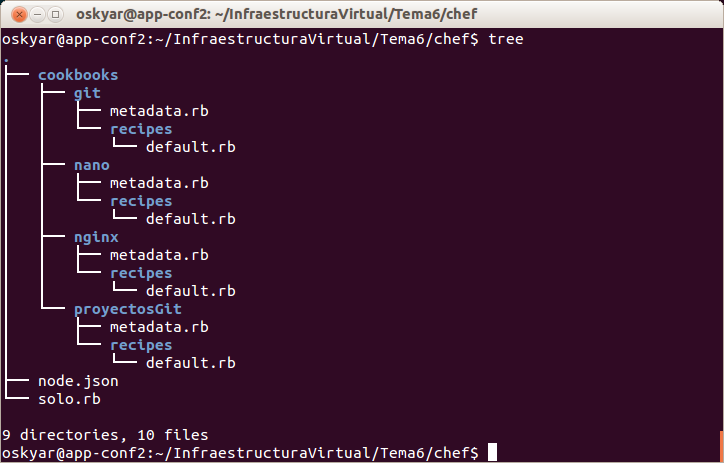 oskyar@app-conf2: ~/InfraestructuraVirtual/Tema6/chef
oskyar@app-conf2:~/InfraestructuraVirtual/Tema6/chef$ tree
.
├── cookbooks
│   ├── git
│   │   ├── metadata.rb
│   │   └── recipes
│   │       └── default.rb
│   ├── nano
│   │   ├── metadata.rb
│   │   └── recipes
│   │       └── default.rb
│   ├── nginx
│   │   ├── metadata.rb
│   │   └── recipes
│   │       └── default.rb
│   └── proyectosGit
│       ├── metadata.rb
│       └── recipes
│           └── default.rb
├── node.json
└── solo.rb
9 directories, 10 files
oskyar@app-conf2:~/InfraestructuraVirtual/Tema6/chef$